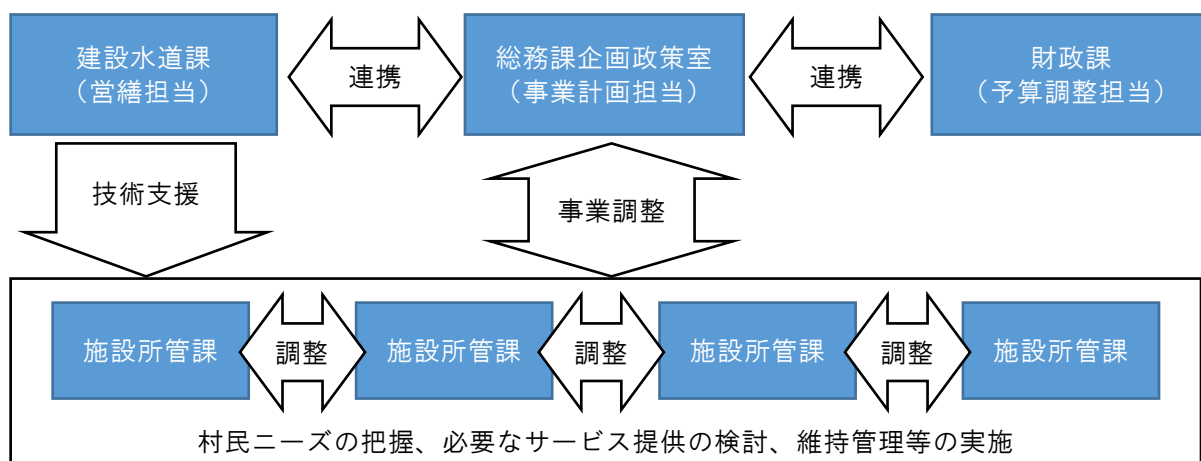 建設水道課
（営繕担当）
連携
総務課企画政策室
（事業計画担当）
連携
財政課
（予算調整担当）
技術支援
事業調整
施設所管課
調整
施設所管課
調整
施設所管課
調整
施設所管課
村民ニーズの把握、必要なサービス提供の検討、維持管理等の実施